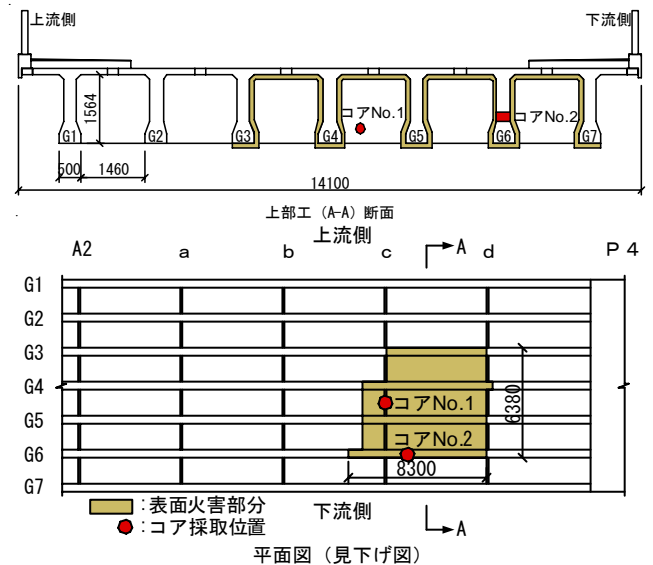 上流側
下流側
1564
コアNo.1
コアNo.2
G1
G2
G3
G4
G5
G6
G7
500
1460
14100
上部工（A-A）断面
上流側
A2
a
b
c
A
d
P 4
G1
G2
G3
G4
G5
G6
G7
コアNo.1
コアNo.2
6380
8300
：表面火害部分
：コア採取位置
下流側
A
平面図（見下げ図）